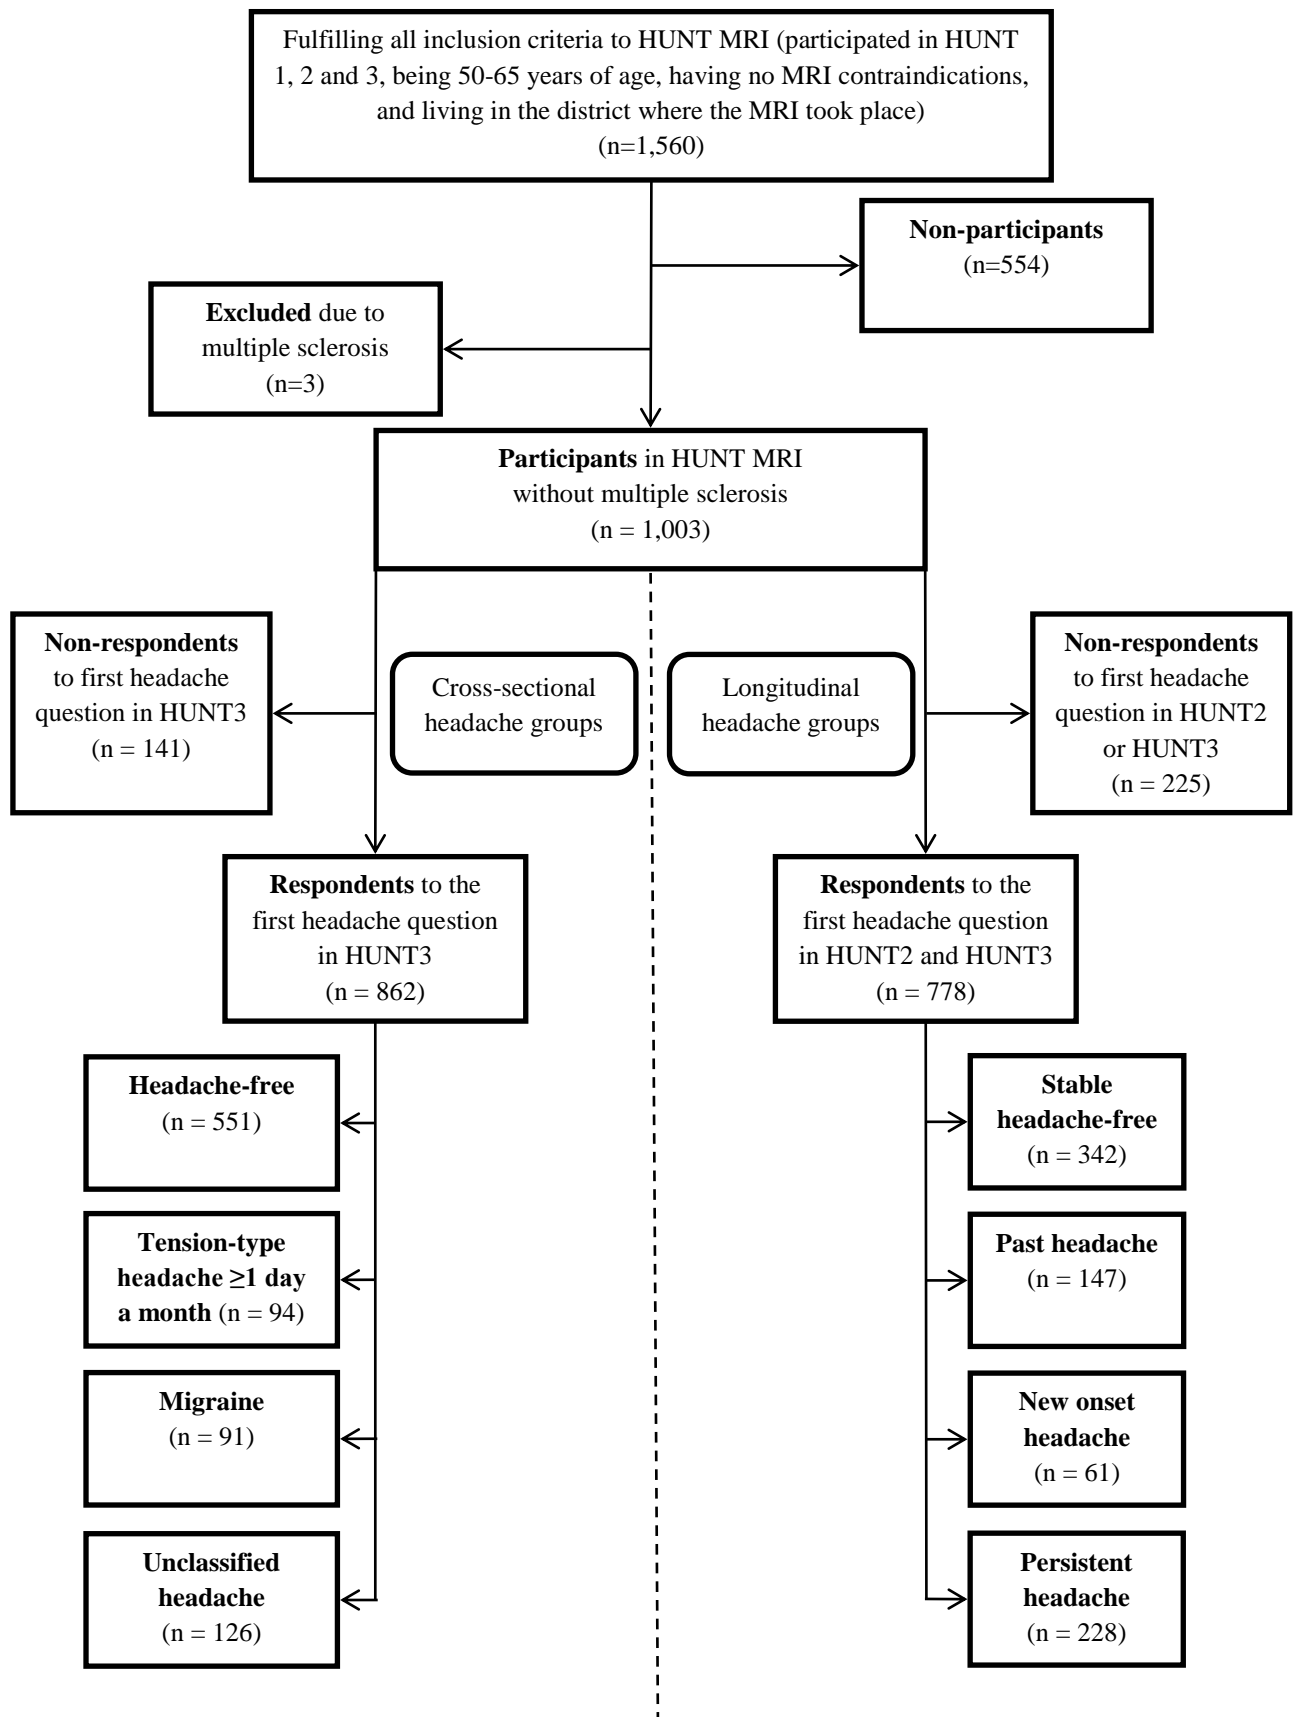 Fulfilling all inclusion criteria to HUNT MRI (participated in HUNT
1, 2 and 3, being 50-65 years of age, having no MRI contraindications,
and living in the district where the MRI took place)
(n=1,560)
Non-participants
(n=554)
Excluded due to
multiple sclerosis
(n=3)
Participants in HUNT MRI
without multiple sclerosis
(n = 1,003)
Non-respondents
to first headache
question in HUNT3
(n = 141)
Cross-sectional
headache groups
Longitudinal
headache groups
Non-respondents
to first headache
question in HUNT2
or HUNT3
(n = 225)
Respondents to the
first headache question
in HUNT3
(n = 862)
Respondents to the
first headache question
in HUNT2 and HUNT3
(n = 778)
Headache-free
(n = 551)
Tension-type
headache ≥1 day
a month (n = 94)
Migraine
(n = 91)
Unclassified
headache
(n = 126)
Stable
headache-free
(n = 342)
Past headache
(n = 147)
New onset
headache
(n = 61)
Persistent
headache
(n = 228)